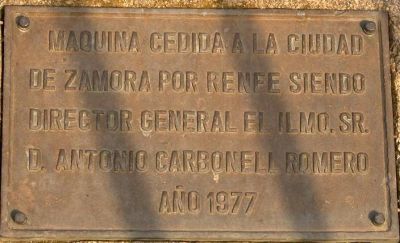 MAQUINA CEDIDA A LA CIUDAD
DE ZAMORA POR RENFE SIENDO
DIRECTOR GENERAL EL ILMO. SR.
D. ANTONIO CARBONELL ROMERO
AÑO 1977